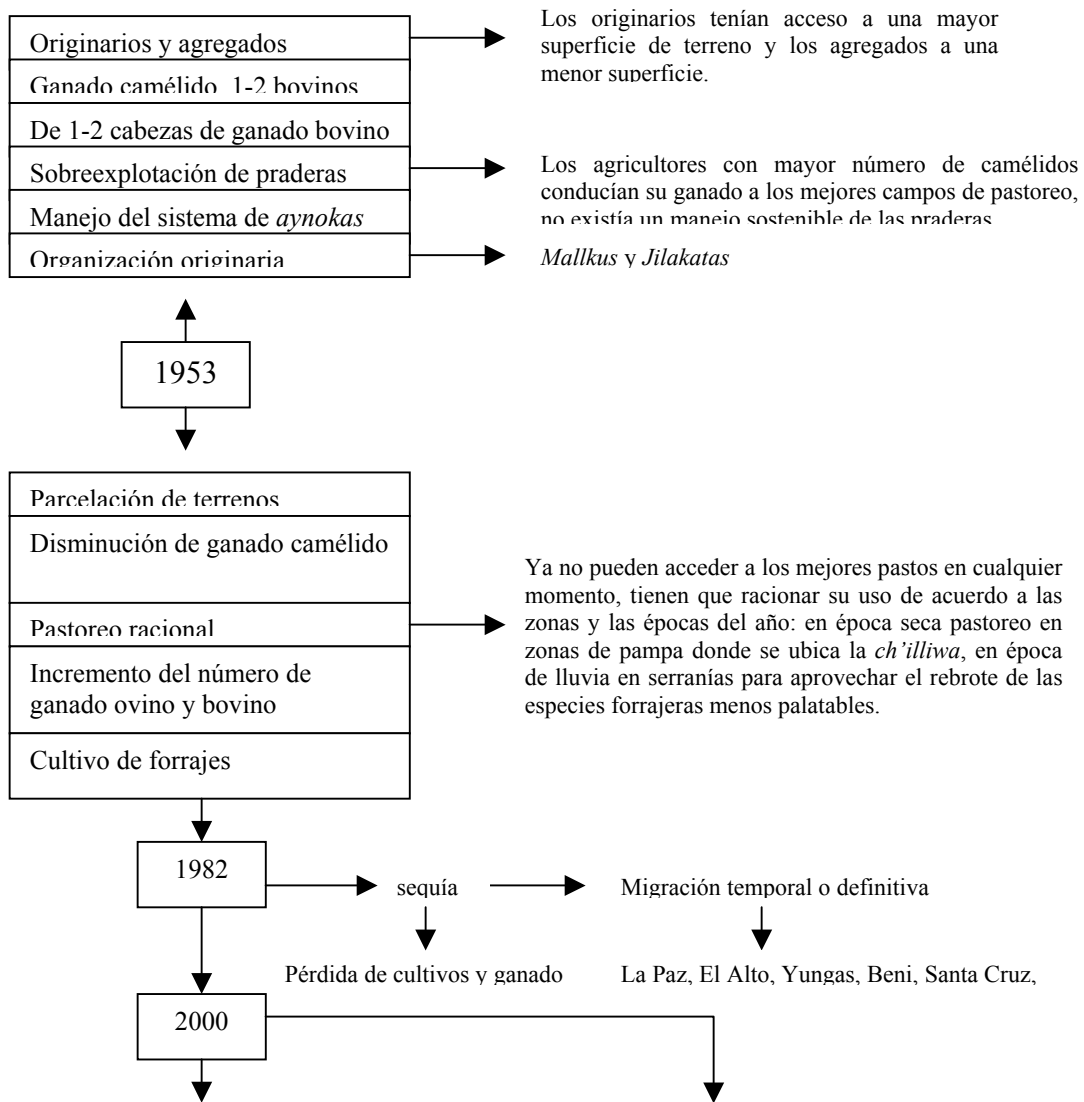 Originarios y agregados
Los originarios tenían acceso a una mayor
superficie de terreno y los agregados a una
menor superficie.
Ganado camélido 1-2 bovinos
De 1-2 cabezas de ganado bovino
Sobreexplotación de praderas
Los agricultores con mayor número de camélidos
conducían su ganado a los mejores campos de pastoreo,
no existía un manejo sostenible de las praderas
Manejo del sistema de aynokas
Organización originaria
Mallkus y Jilakatas
1953
Parcelación de terrenos
Disminución de ganado camélido
Pastoreo racional
Ya no pueden acceder a los mejores pastos en cualquier
momento, tienen que racionar su uso de acuerdo a las
zonas y las épocas del año: en época seca pastoreo en
zonas de pampa donde se ubica la ch’illiwa, en época
de lluvia en serranías para aprovechar el rebrote de las
especies forrajeras menos palatables.
Incremento del número de
ganado ovino y bovino
Cultivo de forrajes
1982
sequía
Migración temporal o definitiva
Pérdida de cultivos y ganado
La Paz, El Alto, Yungas, Beni, Santa Cruz,
2000